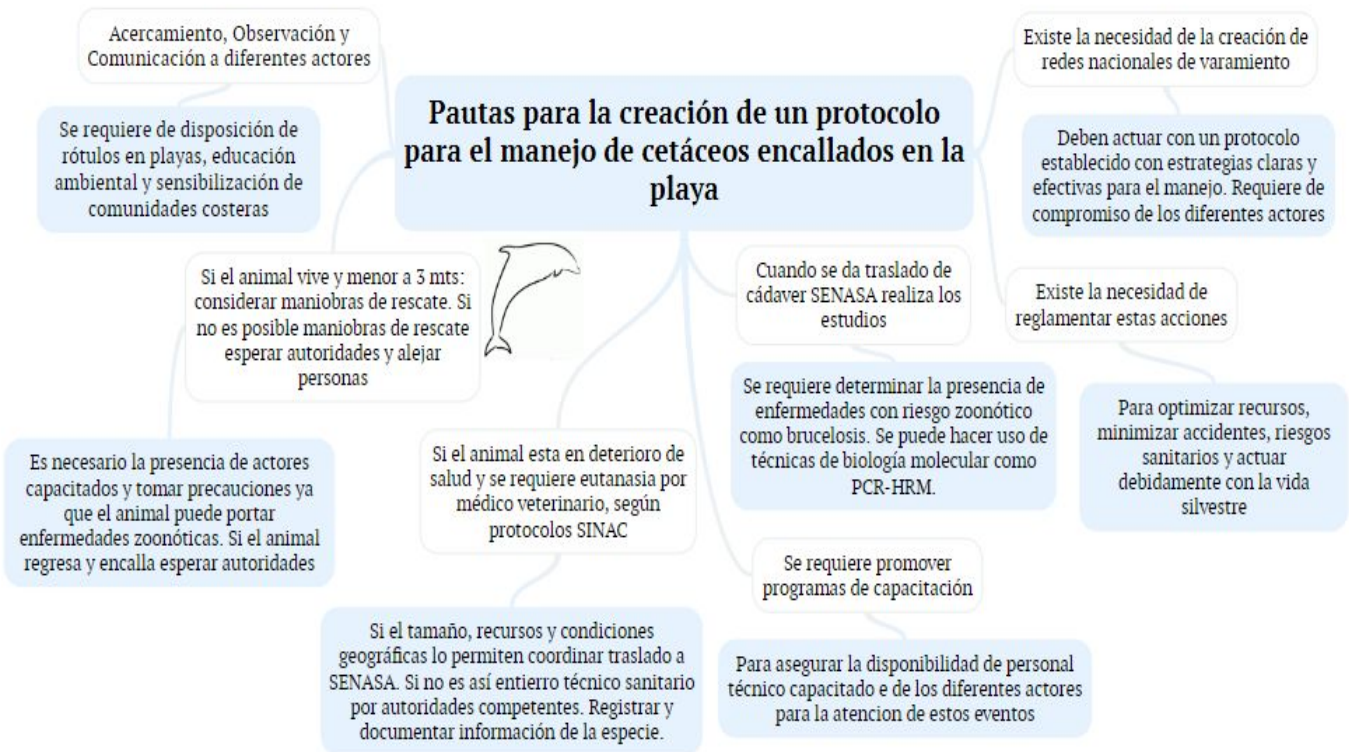 Pautas para la creación de un protocolo
para el manejo de cetáceos encallados en la
playa
Acercamiento, Observación y
Comunicación a diferentes actores
Se requiere de disposición de
rótulos en playas, educación
ambiental y sensibilización de
comunidades costeras
Si el animal vive y menor a 3 mts:
considerar maniobras de rescate. Si
no es posible maniobras de rescate
esperar autoridades y alejar
personas
Es necesario la presencia de actores
capacitados y tomar precauciones ya
que el animal puede portar
enfermedades zoonóticas. Si el animal
regresa y encalla esperar autoridades
Si el animal esta en deterioro de
salud y se requiere eutanasia por
médico veterinario, según
protocolos SINAC
Si el tamaño, recursos y condiciones
geográficas lo permiten coordinar traslado a
SENASA. Si no es así entierro técnico sanitario
por autoridades competentes. Registrar y
documentar información de la especie.
Cuando se da traslado de
cádaver SENASA realiza los
estudios
Se requiere determinar la presencia de
enfermedades con riesgo zoonótico
como brucelosis. Se puede hacer uso de
técnicas de biología molecular como
PCR-HRM.
Se requiere promover
programas de capacitación
Para asegurar la disponibilidad de personal
técnico capacitado e de los diferentes actores
para la atencion de estos eventos
Existe la necesidad de la creación de
redes nacionales de varamiento
Deben actuar con un protocolo
establecido con estrategias claras y
efectivas para el manejo. Requiere de
compromiso de los diferentes actores
Existe la necesidad de
reglamentar estas acciones
Para optimizar recursos,
minimizar accidentes, riesgos
sanitarios y actuar
debidamente con la vida
silvestre